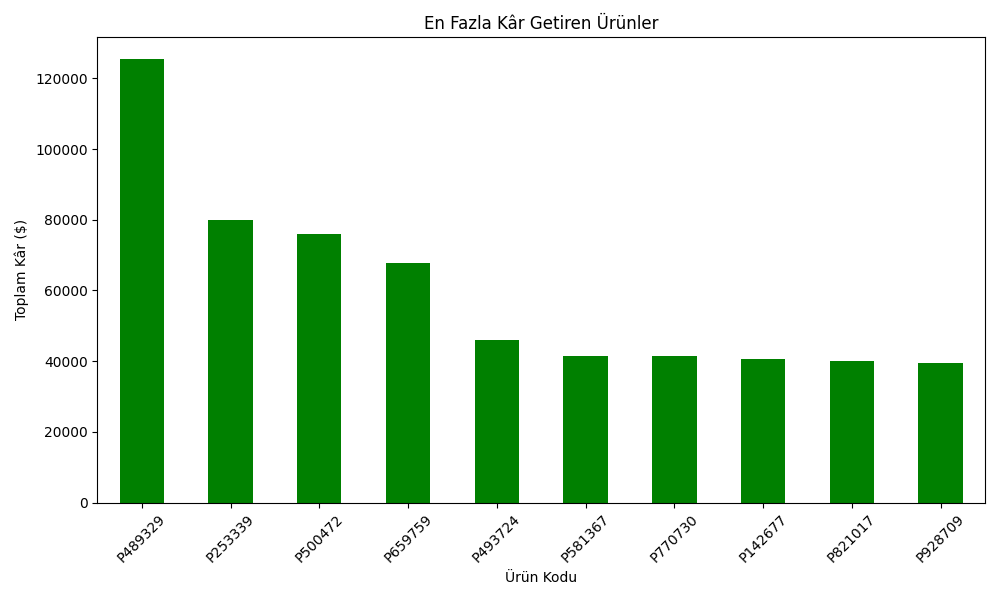 En Fazla Kâr Getiren Ürünler
Toplam Kâr ($)
120000
100000
80000
60000
40000
20000
0
P489329
P253339
P500472
P659759
P493724
P581367
P770730
P142677
P821017
P928709
Ürün Kodu